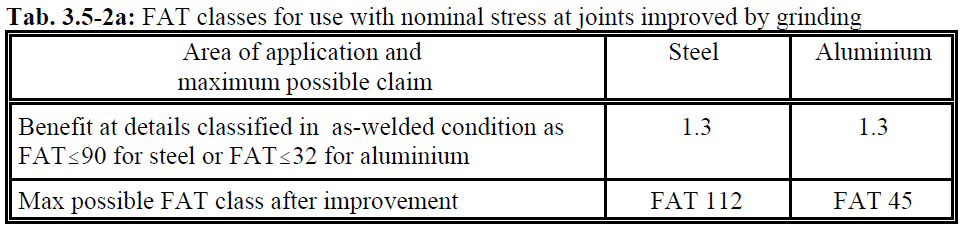 Tab. 3.5-2a: FAT classes for use with nominal stress at joints improved by grinding
Area of application and
maximum possible claim
Steel
Aluminium
Benefit at details classified in as-welded condition as
FAT≤90 for steel or FAT≤32 for aluminium
1.3
1.3
Max possible FAT class after improvement
FAT 112
FAT 45